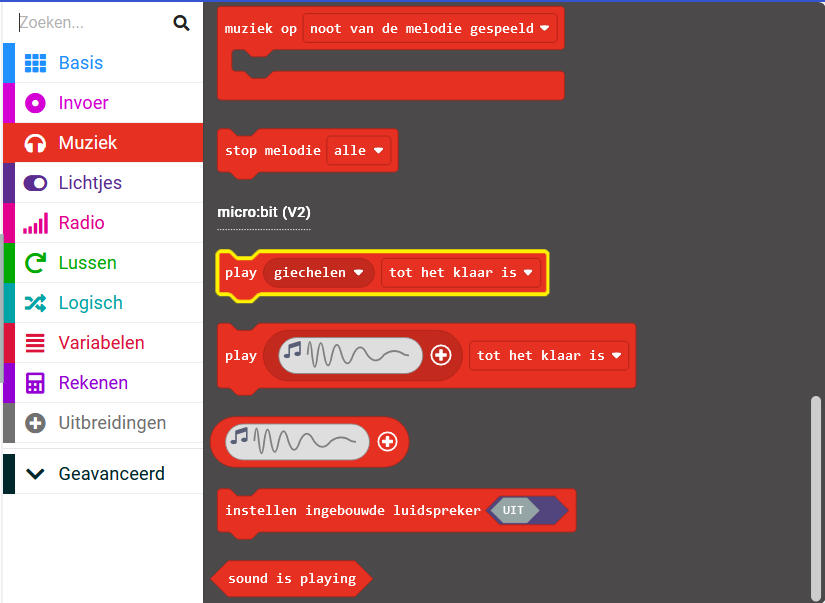 Zoeken...
Basis
Invoer
Muziek
Lichtjes
Radio
Lussen
Logisch
Variabelen
Rekenen
Uitbreidingen
Geavanceerd
muziek op noot van de melodie gespeeld
stop melodie alle
micro:bit (V2)
play giechelen tot het klaar is
play tot het klaar is
instellen ingebouwde luidspreker UIT
sound is playing